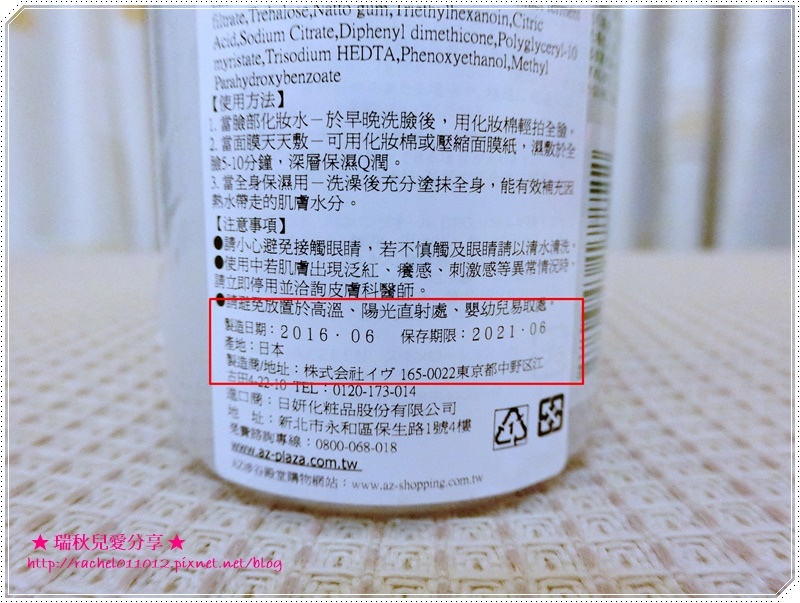 filtrate,Trehalose,Natto gum,Triethylhexanoin,Citric
Acid,Sodium Citrate,Diphenyl dimethicone,Polyglyceryl-10
myristate,Trisodium HEDTA,Phenoxyethanol,Methyl
Parahydroxybenzoate
【使用方法】
1. 當臉部化妝水－於早晚洗臉後，用化妝棉輕拍全臉。
2. 當面膜天天敷－可用化妝棉或壓縮面膜紙，濕敷於全
臉5-10分鐘，深層保濕Q潤。
3. 當全身保濕用－洗澡後充分塗抹全身，能有效補充因
熱水帶走的肌膚水分。
【注意事項】
●請小心避免接觸眼睛，若不慎觸及眼睛請以清水清洗。
●使用中若肌膚出現泛紅、癢感、刺激感等異常情況時，
請立即停用並洽詢皮膚科醫師。
●請避免放置於高溫、陽光直射處、嬰幼兒易取處。
製造日期：2016．06 保存期限：2021．06
產地：日本
製造商/地址：株式会社イヴ 165-0022東京都中野区江
古田4-22-10 TEL：0120-173-014
進口商：日妍化粧品股份有限公司
地 址：新北市永和區保生路1號4樓
免費諮詢專線：0800-068-018
www.az-plaza.com.tw
AZ涉谷殿堂購物網站：www.az-shopping.com.tw
1
★瑞秋兒愛分享★
http://rachel011012.pixnet.net/blog